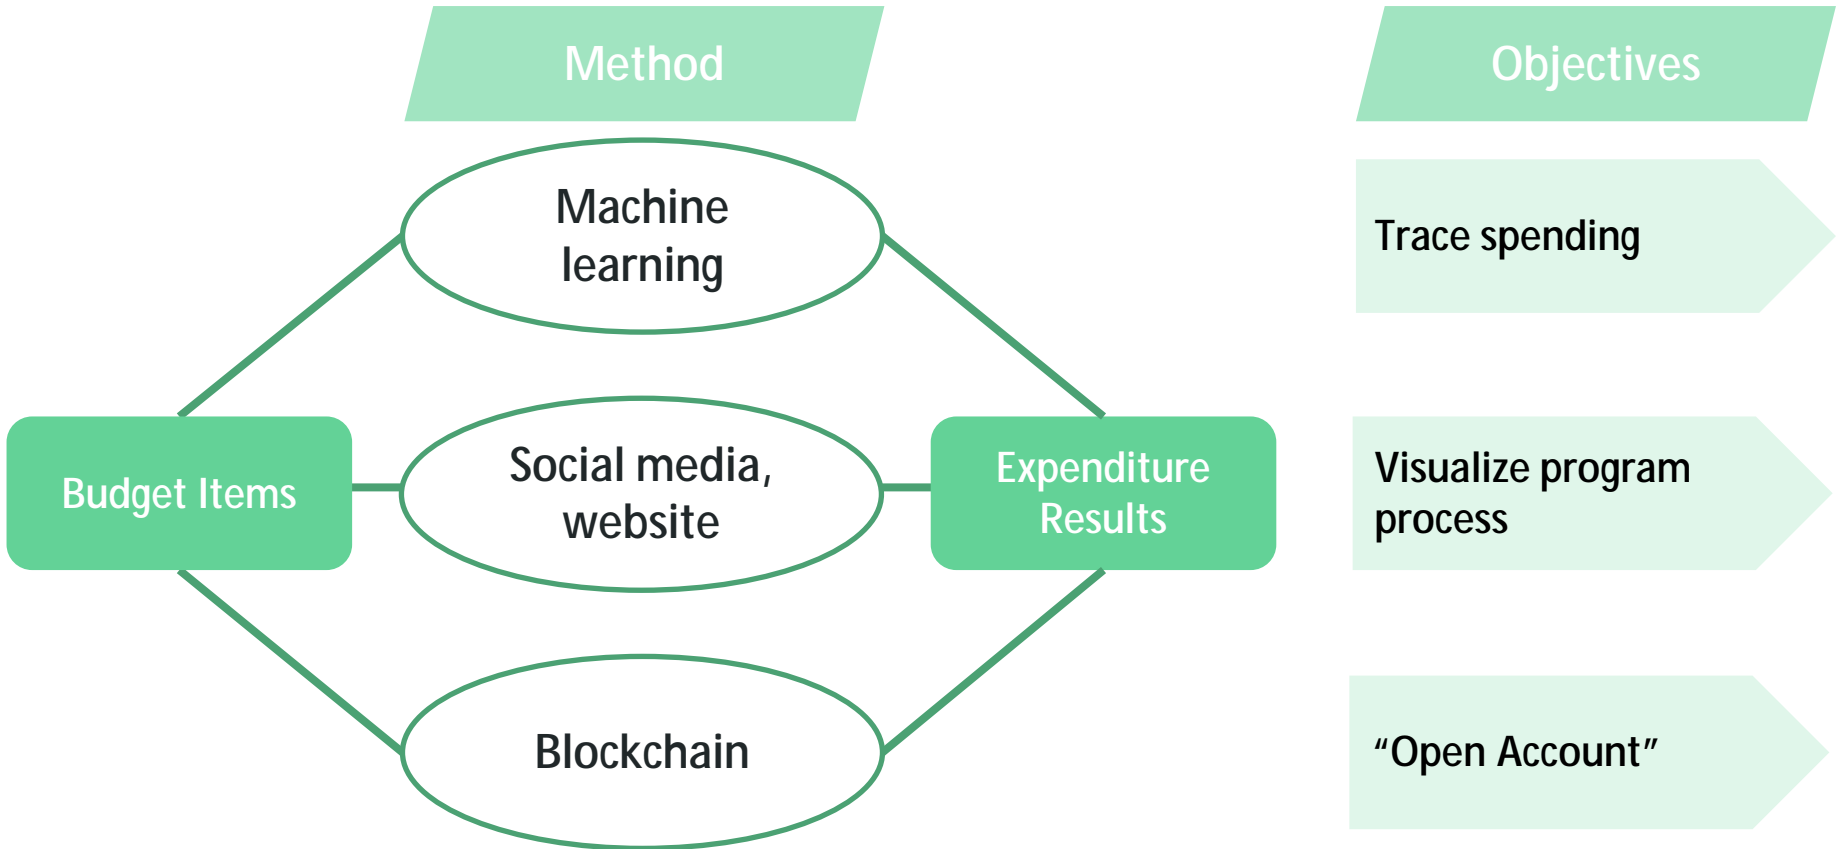 Method
Objectives
Machine
learning
Trace spending
Budget Items
Social media,
website
Expenditure
Results
Visualize program
process
Blockchain
“Open Account”